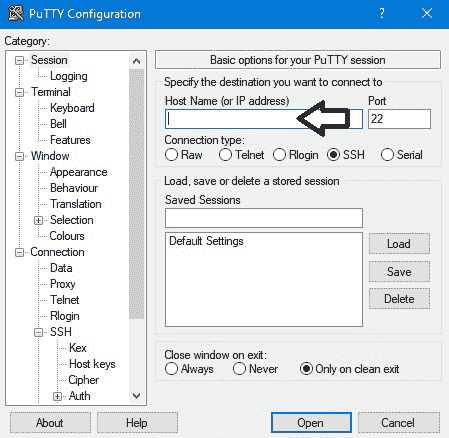 PuTTY Configuration
?
Category:
Session
Logging
Terminal
Keyboard
Bell
Features
Window
Appearance
Behaviour
Translation
Selection
Colours
Connection
Data
Proxy
Telnet
Rlogin
SSH
Kex
Host keys
Cipher
Auth
Basic options for your PuTTY session
Specify the destination you want to connect to
Host Name (or IP address) Port
22
Connection type:
Raw Telnet Rlogin SSH Serial
Load, save or delete a stored session
Saved Sessions
Default Settings
Load
Save
Delete
Close window on exit:
Always Never Only on clean exit
About Help Open Cancel